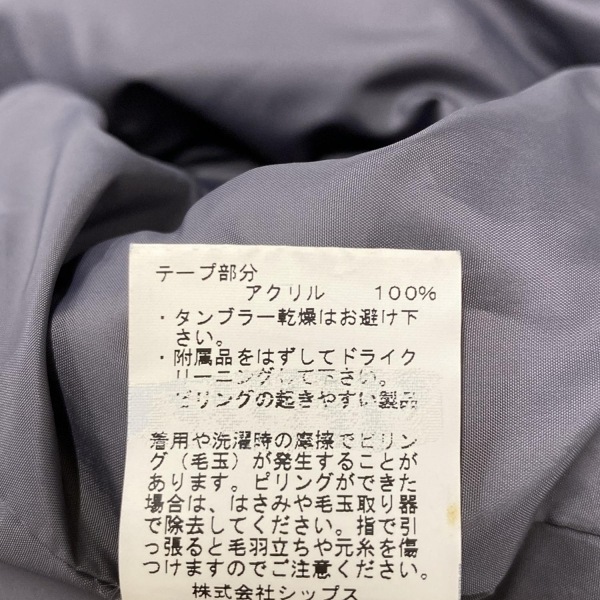 テープ部分
アクリル 100%
・タンブラー乾燥はお避け下
さい。
・附属品をはずしてドライク
リーニングして下さい。
ピリングの起きやすい製品
着用や洗濯時の摩擦でピリン
グ（毛玉）が発生することが
あります。ピリングができた
場合は、はさみや毛玉取り器
で除去してください。指で引
っ張ると毛羽立ちや元糸を傷
つけますのでご注意ください。
株式会社シップス